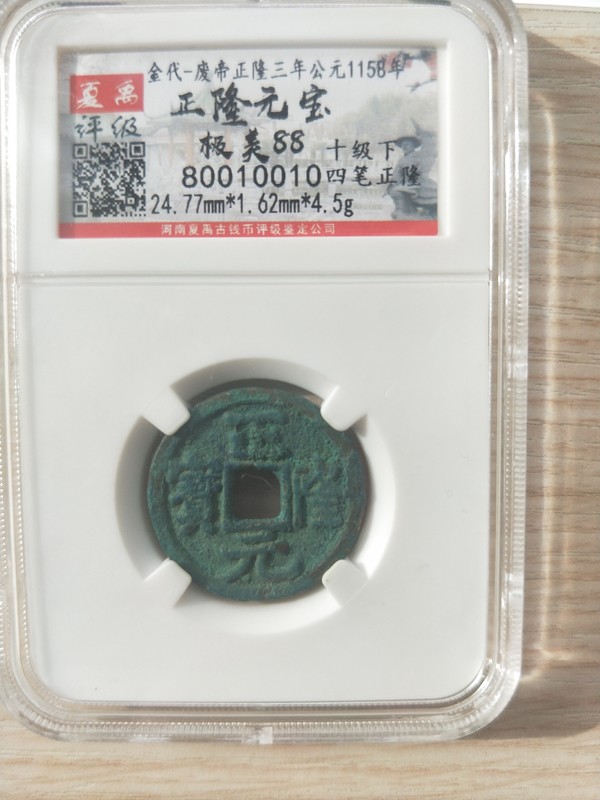 金代-废帝正隆三年公元1158年
夏禹
评级
正隆元宝
极美88 十级下
80010010 四笔正隆
24.77mm*1.62mm*4.5g
河南夏禹古钱币评级鉴定公司
正
隆
元
寳